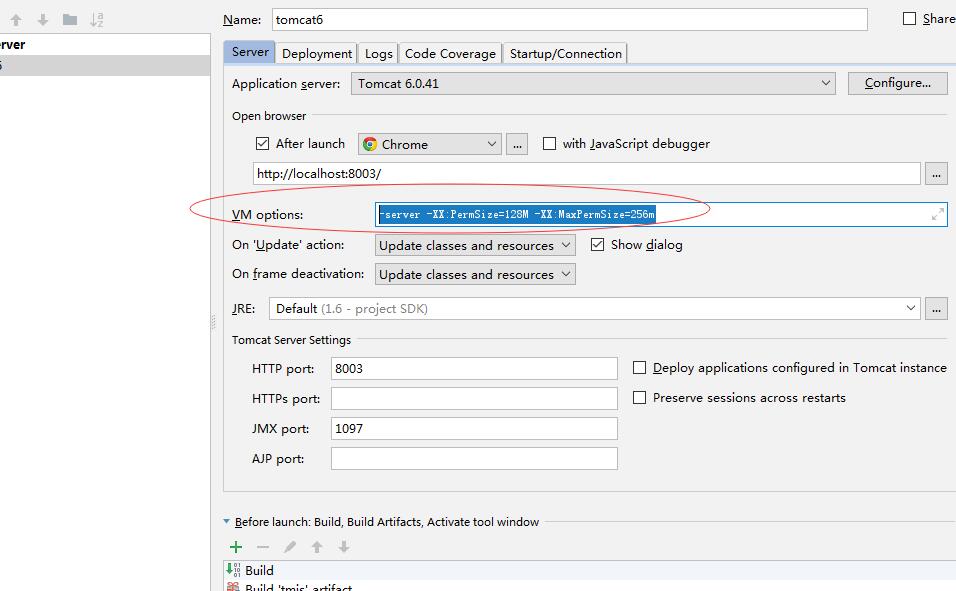 Name: tomcat6 Share
erver
Server Deployment Logs Code Coverage Startup/Connection
Application server: Tomcat 6.0.41 Configure...
Open browser
After launch Chrome ... with JavaScript debugger
http://localhost:8003/ ...
VM options: -server -XX:PermSize=128M -XX:MaxPermSize=256m
On 'Update' action: Update classes and resources Show dialog
On frame deactivation: Update classes and resources
JRE: Default (1.6 - project SDK) ...
Tomcat Server Settings
HTTP port: 8003 Deploy applications configured in Tomcat instance
HTTPs port: Preserve sessions across restarts
JMX port: 1097
AJP port:
Before launch: Build, Build Artifacts, Activate tool window
Build
Build 'tmis' artifact